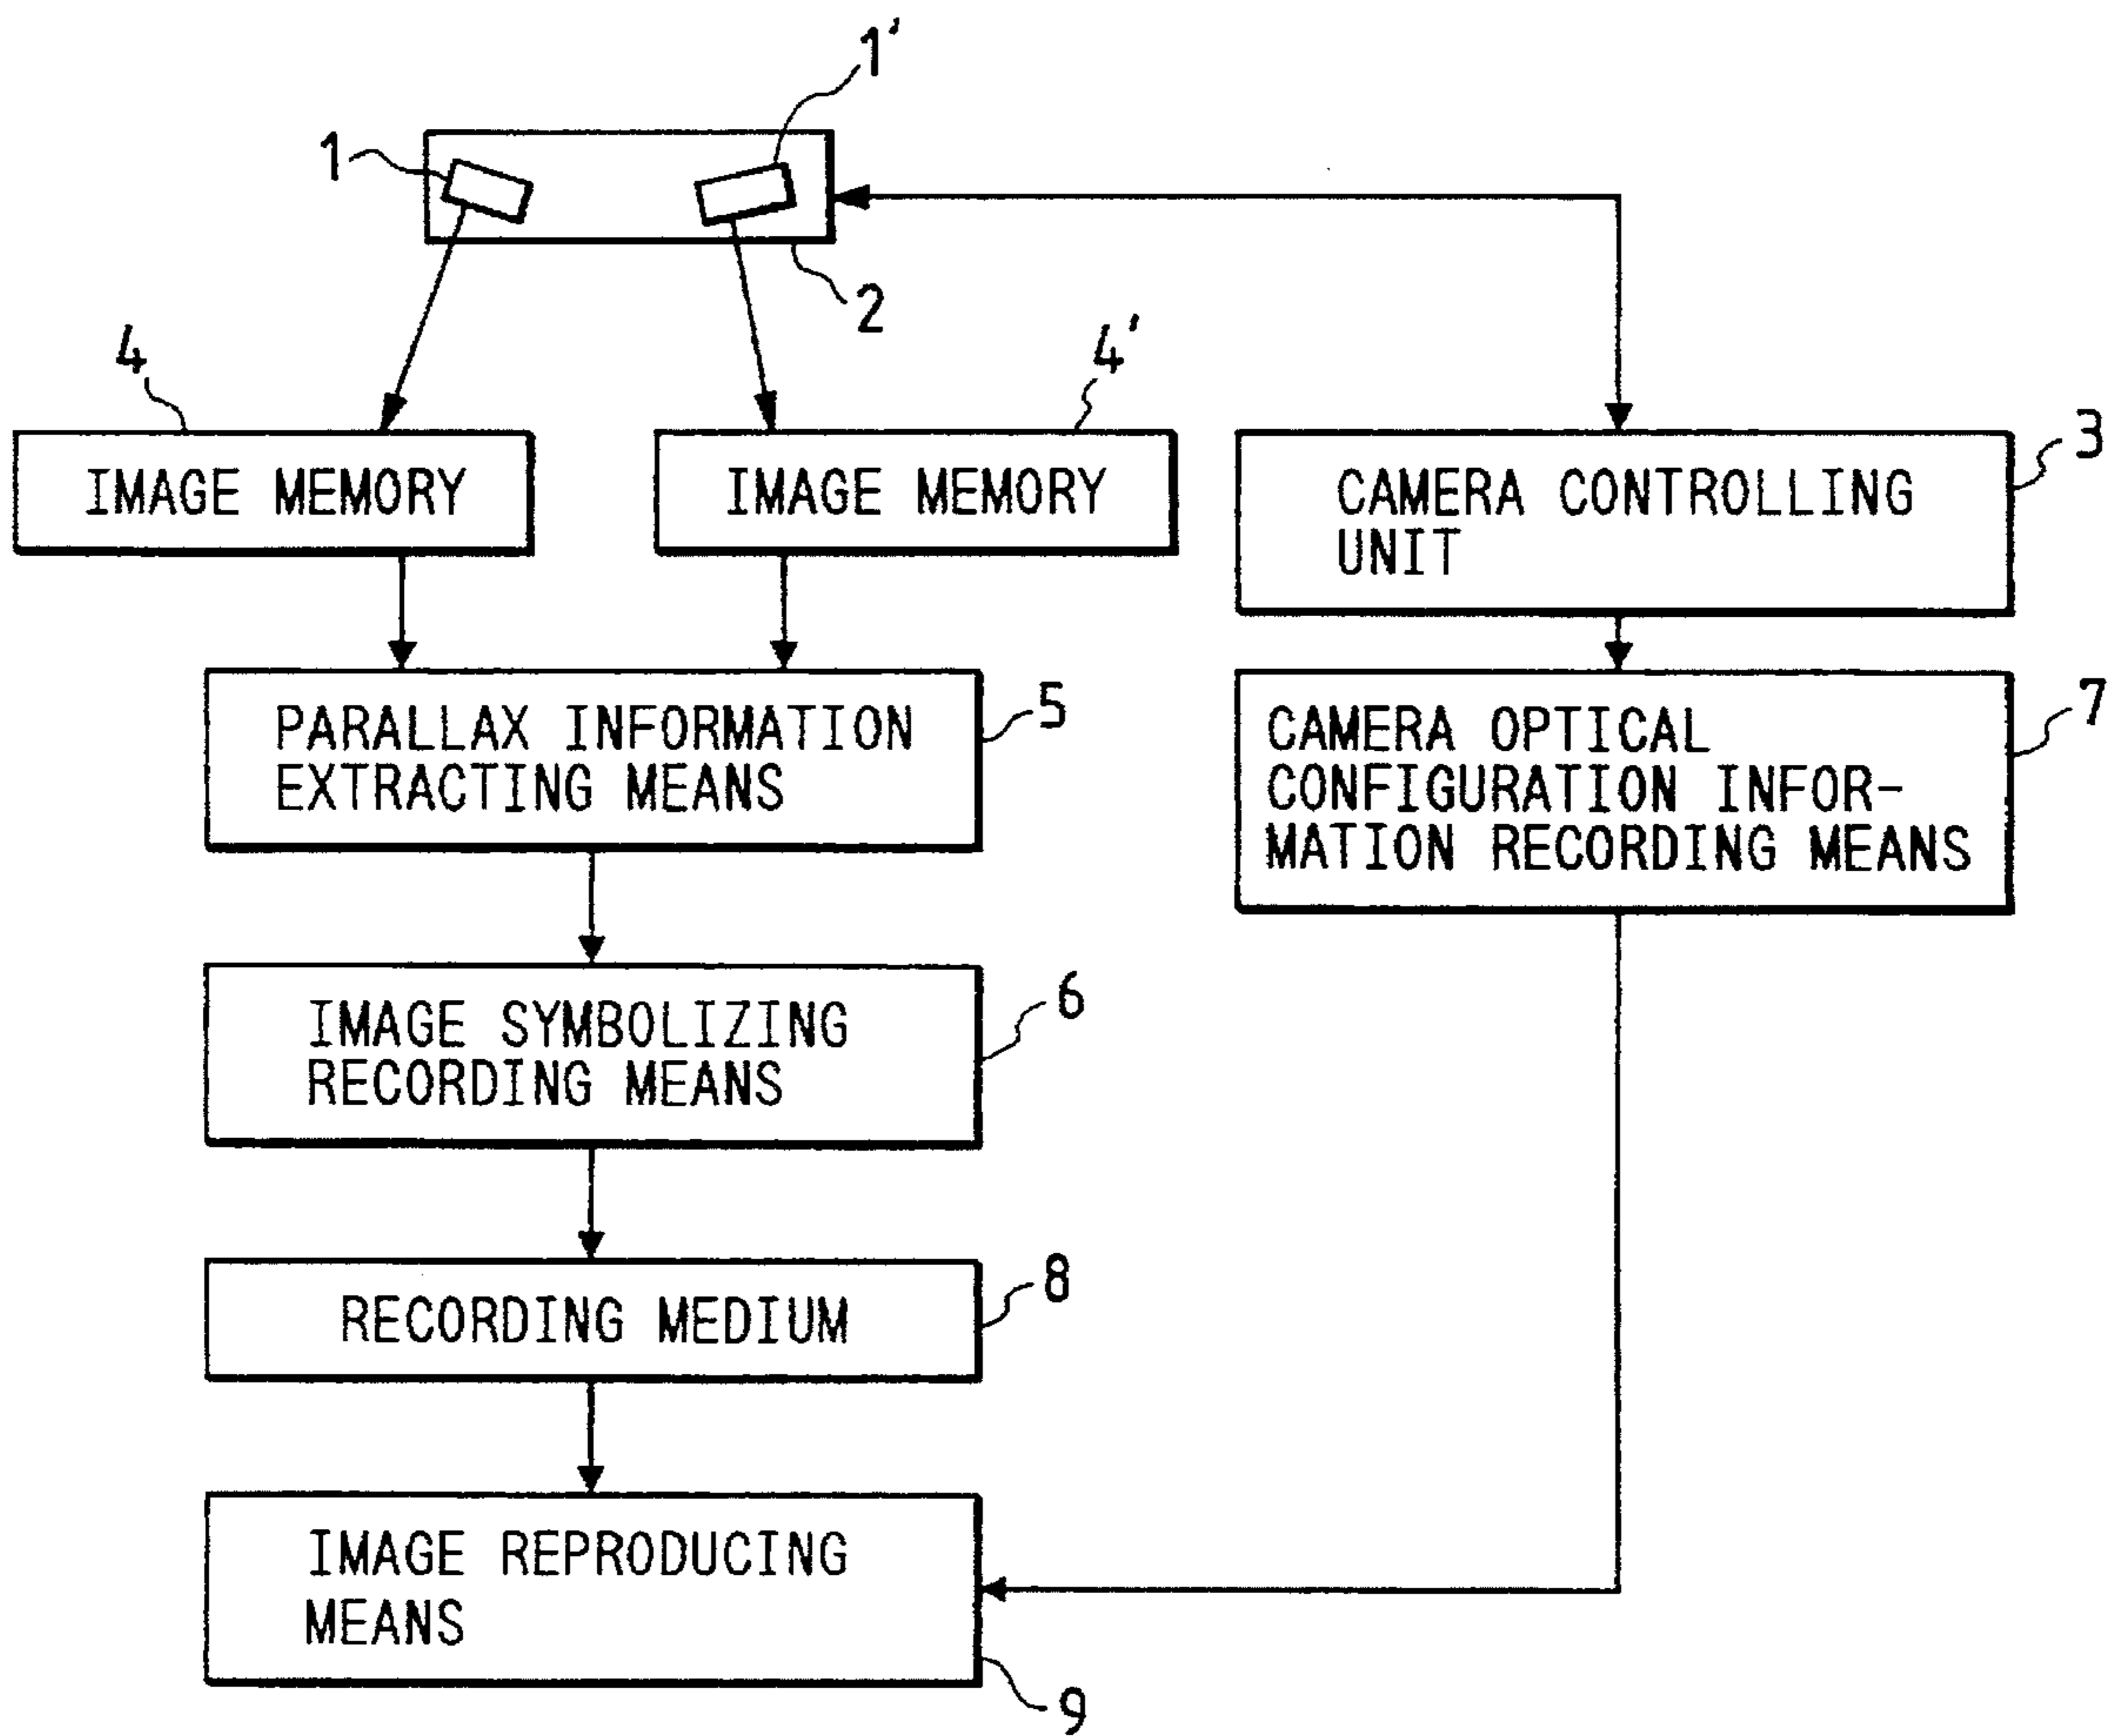 1'
1
2
4
4'
IMAGE MEMORY
IMAGE MEMORY
CAMERA CONTROLLING
UNIT
3
PARALLAX INFORMATION
EXTRACTING MEANS
5
CAMERA OPTICAL
CONFIGURATION INFOR-
MATION RECORDING MEANS
7
IMAGE SYMBOLIZING
RECORDING MEANS
6
RECORDING MEDIUM
8
IMAGE REPRODUCING
MEANS
9